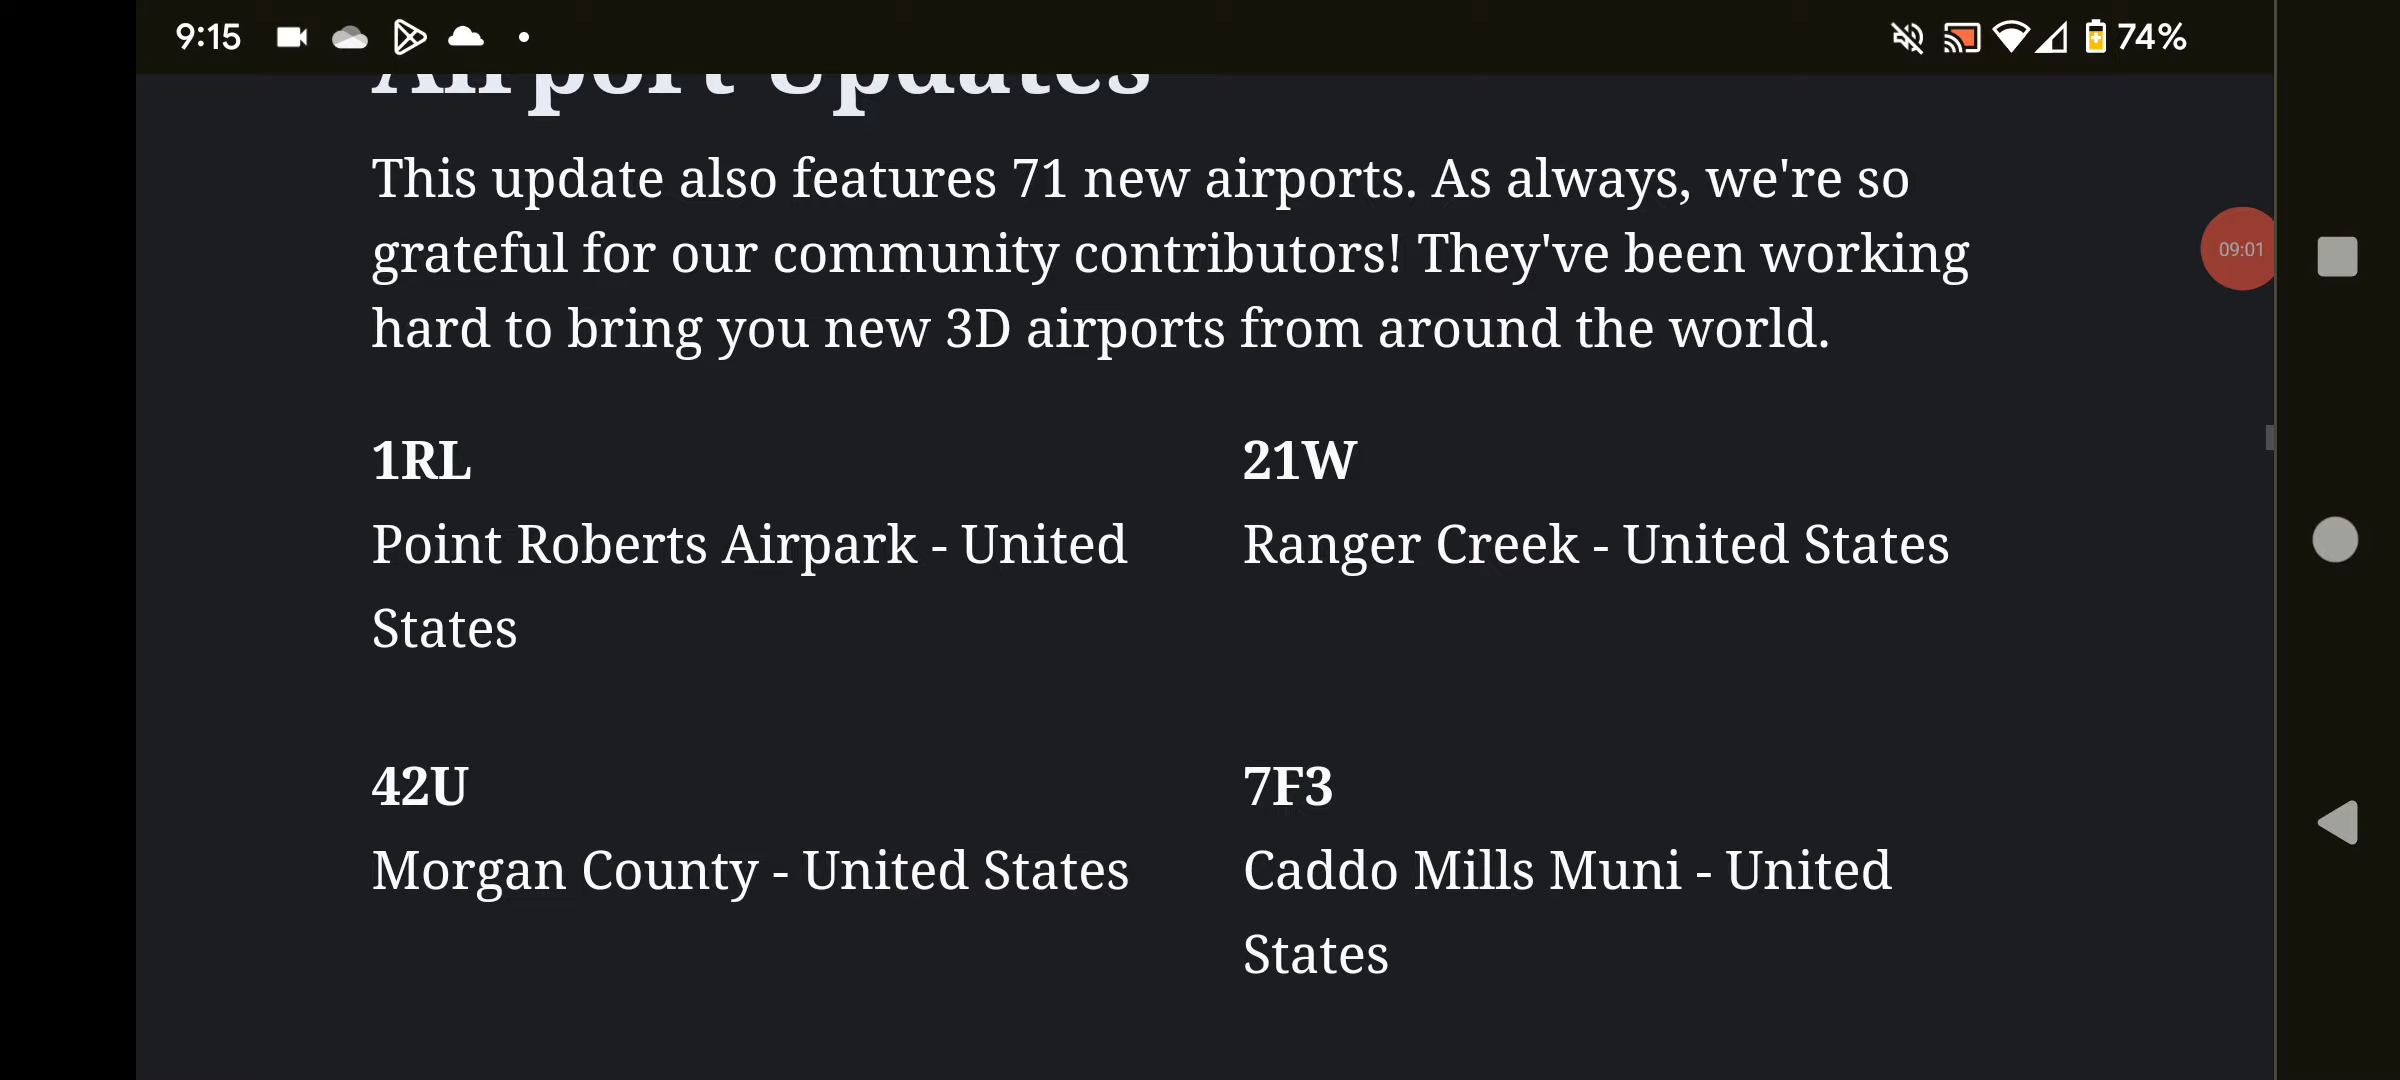 9:15
74%
Airport Updates
This update also features 71 new airports. As always, we're so
grateful for our community contributors! They've been working
hard to bring you new 3D airports from around the world.
09:01
1RL
Point Roberts Airpark - United
States
21W
Ranger Creek - United States
42U
Morgan County - United States
7F3
Caddo Mills Muni - United
States